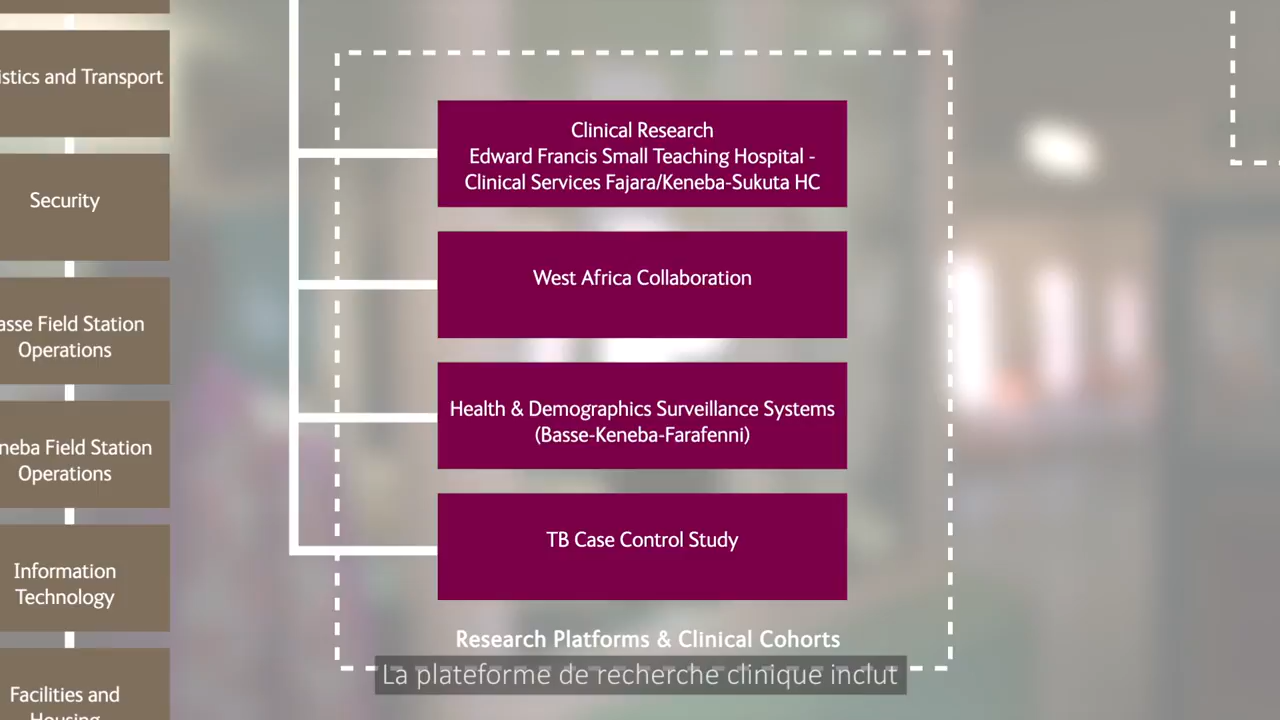 istics and Transport
Security
asse Field Station
Operations
neba Field Station
Operations
Information
Technology
Facilities and
Housing
Clinical Research
Edward Francis Small Teaching Hospital -
Clinical Services Fajara/Keneba-Sukuta HC
West Africa Collaboration
Health & Demographics Surveillance Systems
(Basse-Keneba-Farafenni)
TB Case Control Study
Research Platforms & Clinical Cohorts
La plateforme de recherche clinique inclut